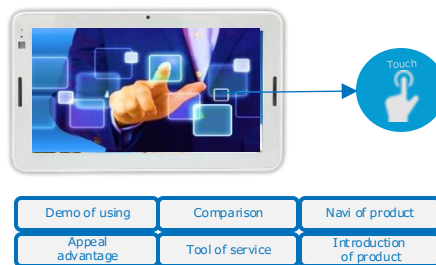 Touch
Demo of using
Comparison
Navi of product
Appeal
advantage
Tool of service
Introduction
of product